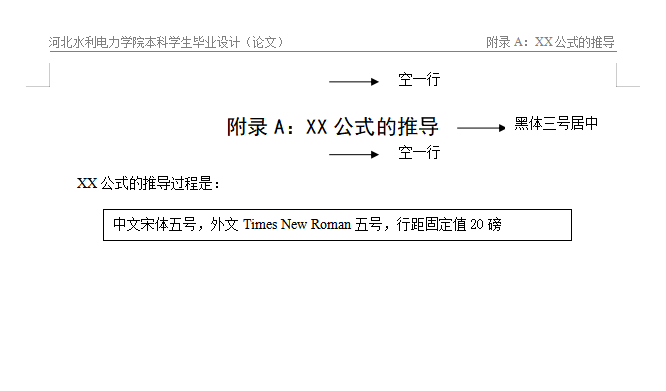 河北水利电力学院本科学生毕业设计（论文） 附录 A：XX 公式的推导
空一行
附录 A：XX 公式的推导 黑体三号居中
空一行
XX 公式的推导过程是：
中文宋体五号，外文 Times New Roman 五号，行距固定值 20 磅